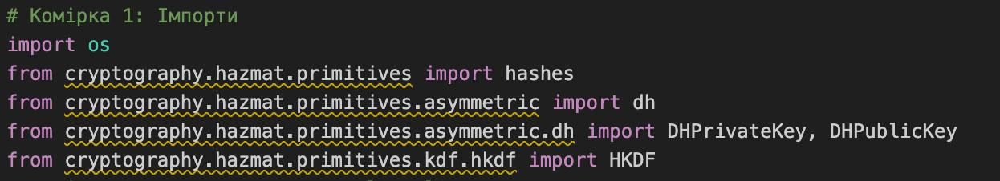 # Комірка 1: Імпорти
import os
from cryptography.hazmat.primitives import hashes
from cryptography.hazmat.primitives.asymmetric import dh
from cryptography.hazmat.primitives.asymmetric.dh import DHPrivateKey, DHPublicKey
from cryptography.hazmat.primitives.kdf.hkdf import HKDF